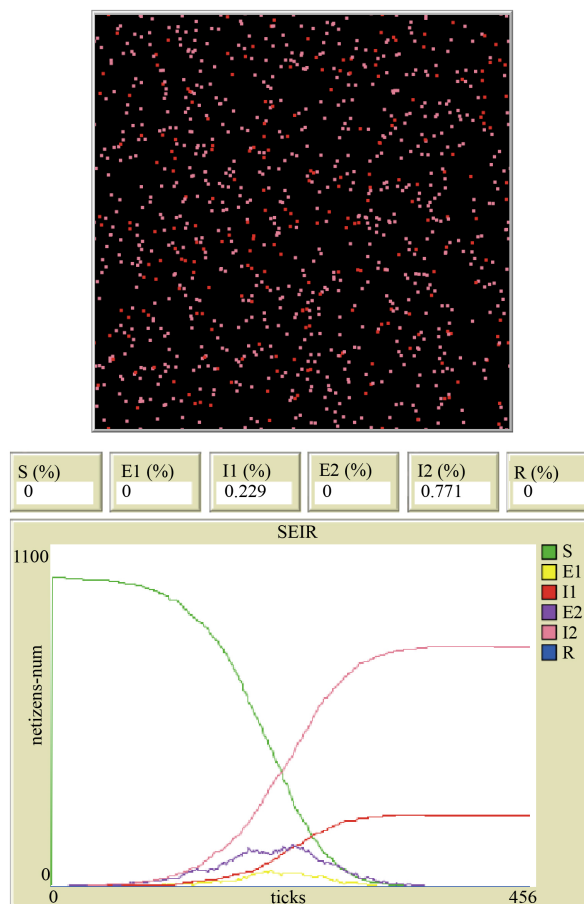 S (%) E1 (%) I1 (%) E2 (%) I2 (%) R (%)
0 0 0.229 0 0.771 0
SEIR
1100
netizens-num
0
0 ticks 456
S
E1
I1
E2
I2
R